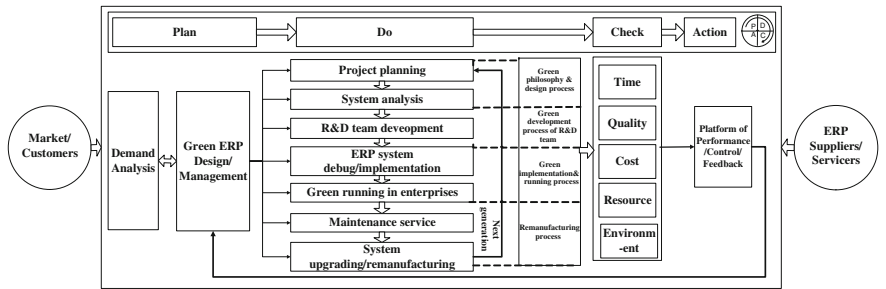 Plan
Do
Check
Action
P D
A C
Market/
Customers
Demand
Analysis
Green ERP
Design/
Management
Project planning
System analysis
R&D team deveopment
ERP system
debug/implementation
Green running in enterprises
Maintenance service
System
upgrading/remanufacturing
Next
generation
Green
philosophy &
design process
Green
development
process of R&D
team
Green
implementation&
running process
Remanufacturing
process
Time
Quality
Cost
Resource
Environm
-ent
Platform of
Performance
/Control/
Feedback
ERP
Suppliers/
Servicers